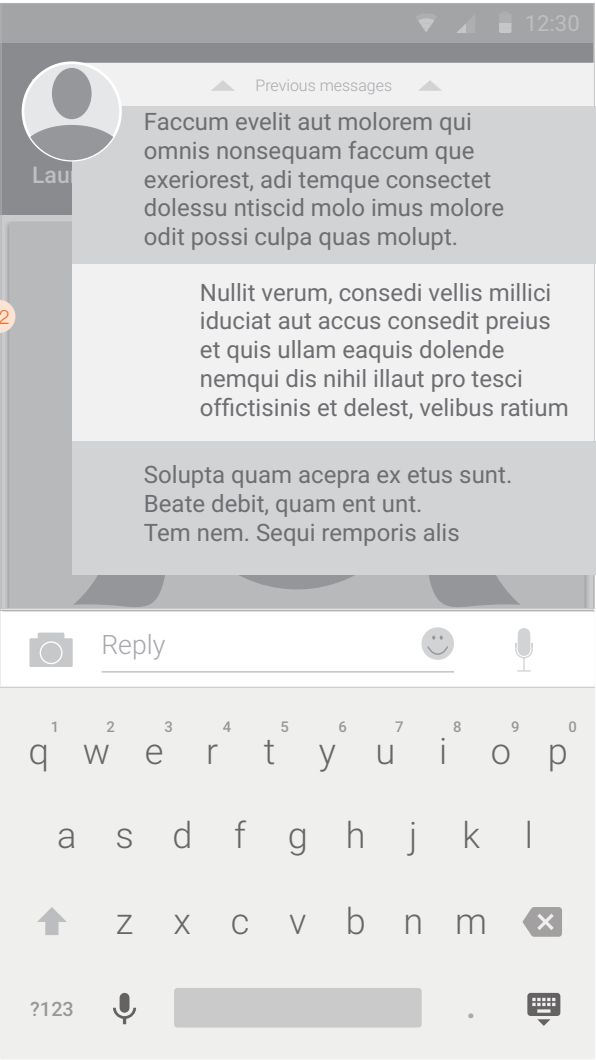 12:30
Previous messages
Faccum evelit aut molorem qui
omnis nonsequam faccum que
exeriorest, adi temque consectet
dolessu ntiscid molo imus molore
odit possi culpa quas molupt.
Nullit verum, consedi vellis millici
iduciat aut accus consedit preius
et quis ullam eaquis dolende
nemqui dis nihil illaut pro tesci
offictisinis et delest, velibus ratium
2
Solupta quam acepra ex etus sunt.
Beate debit, quam ent unt.
Tem nem. Sequi remporis alis
Reply
1 2 3 4 5 6 7 8 9 0
q w e r t y u i o p
a s d f g h j k l
z x c v b n m
?123 .